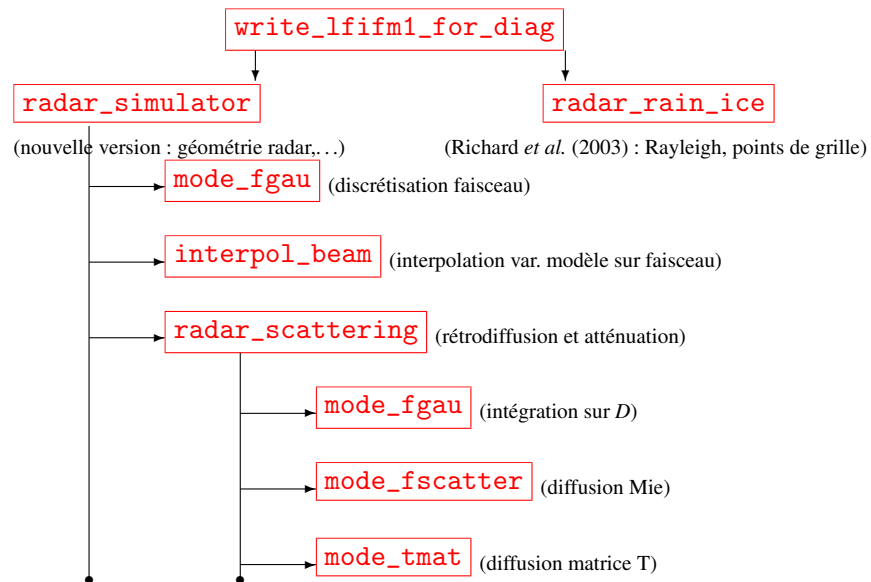 write_lfifm1_for_diag
radar_simulator radar_rain_ice
(nouvelle version : géométrie radar,...) (Richard et al. (2003) : Rayleigh, points de grille)
mode_fgau (discrétisation faisceau)
interpol_beam (interpolation var. modèle sur faisceau)
radar_scattering (rétrodiffusion et atténuation)
mode_fgau (intégration sur D)
mode_fscatter (diffusion Mie)
mode_tmat (diffusion matrice T)